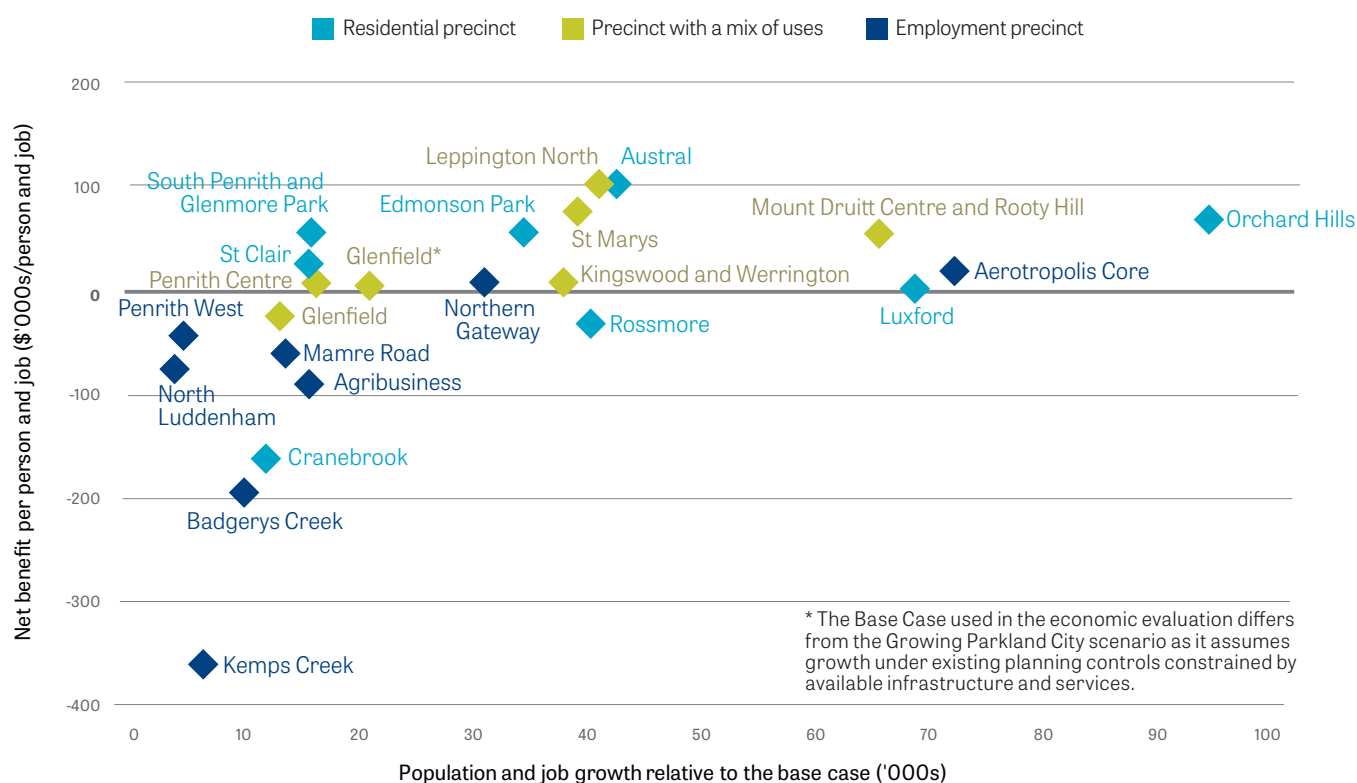 Residential precinct
Precinct with a mix of uses
Employment precinct
Net benefit per person and job ($'000s/person and job)
200
100
0
-100
-200
-300
-400
Leppington North
Austral
South Penrith and
Glenmore Park
Edmonson Park
Mount Druitt Centre and Rooty Hill
Orchard Hills
St Marys
St Clair
Glenfield*
Penrith Centre
Kingswood and Werrington
Aerotropolis Core
Penrith West
Glenfield
Northern
Gateway
Rossmore
Luxford
Mamre Road
Agribusiness
North
Luddenham
Cranebrook
Badgerys Creek
Kemps Creek
* The Base Case used in the economic evaluation differs
from the Growing Parkland City scenario as it assumes
growth under existing planning controls constrained by
available infrastructure and services.
0
10
20
30
40
50
60
70
80
90
100
Population and job growth relative to the base case ('000s)